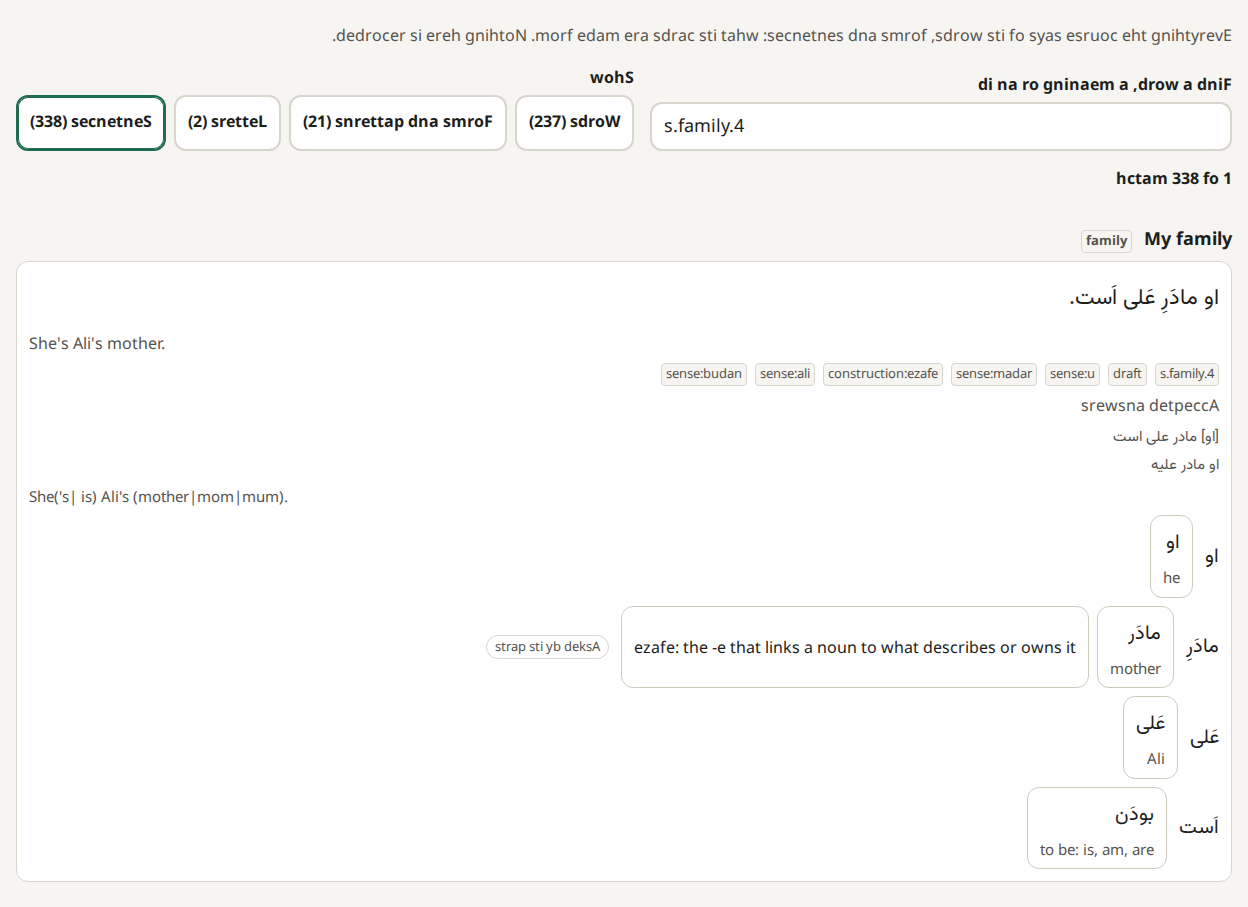 .dedrocer si ereh gnihtoN .morf edam era sdrac sti tahw :secnetnes dna smrof ,sdrow sti fo syas esruoc eht gnihtyrevE
di na ro gninaem a ,drow a dniF
s.family.4
wohS
(237) sdroW
(21) snrettap dna smroF
(2) sretteL
(338) secnetneS
hctam 338 fo 1
My family
family
او مادَرِ عَلی اَست.
She's Ali's mother.
s.family.4 draft sense:u sense:madar construction:ezafe sense:ali sense:budan
srewsna detpeccA
[او] مادر علی است
او مادر علیه
She('s| is) Ali's (mother|mom|mum).
او
او
he
مادَرِ
مادَر
mother
ezafe: the -e that links a noun to what describes or owns it
strap sti yb deksA
عَلی
عَلی
Ali
اَست
بودَن
to be: is, am, are